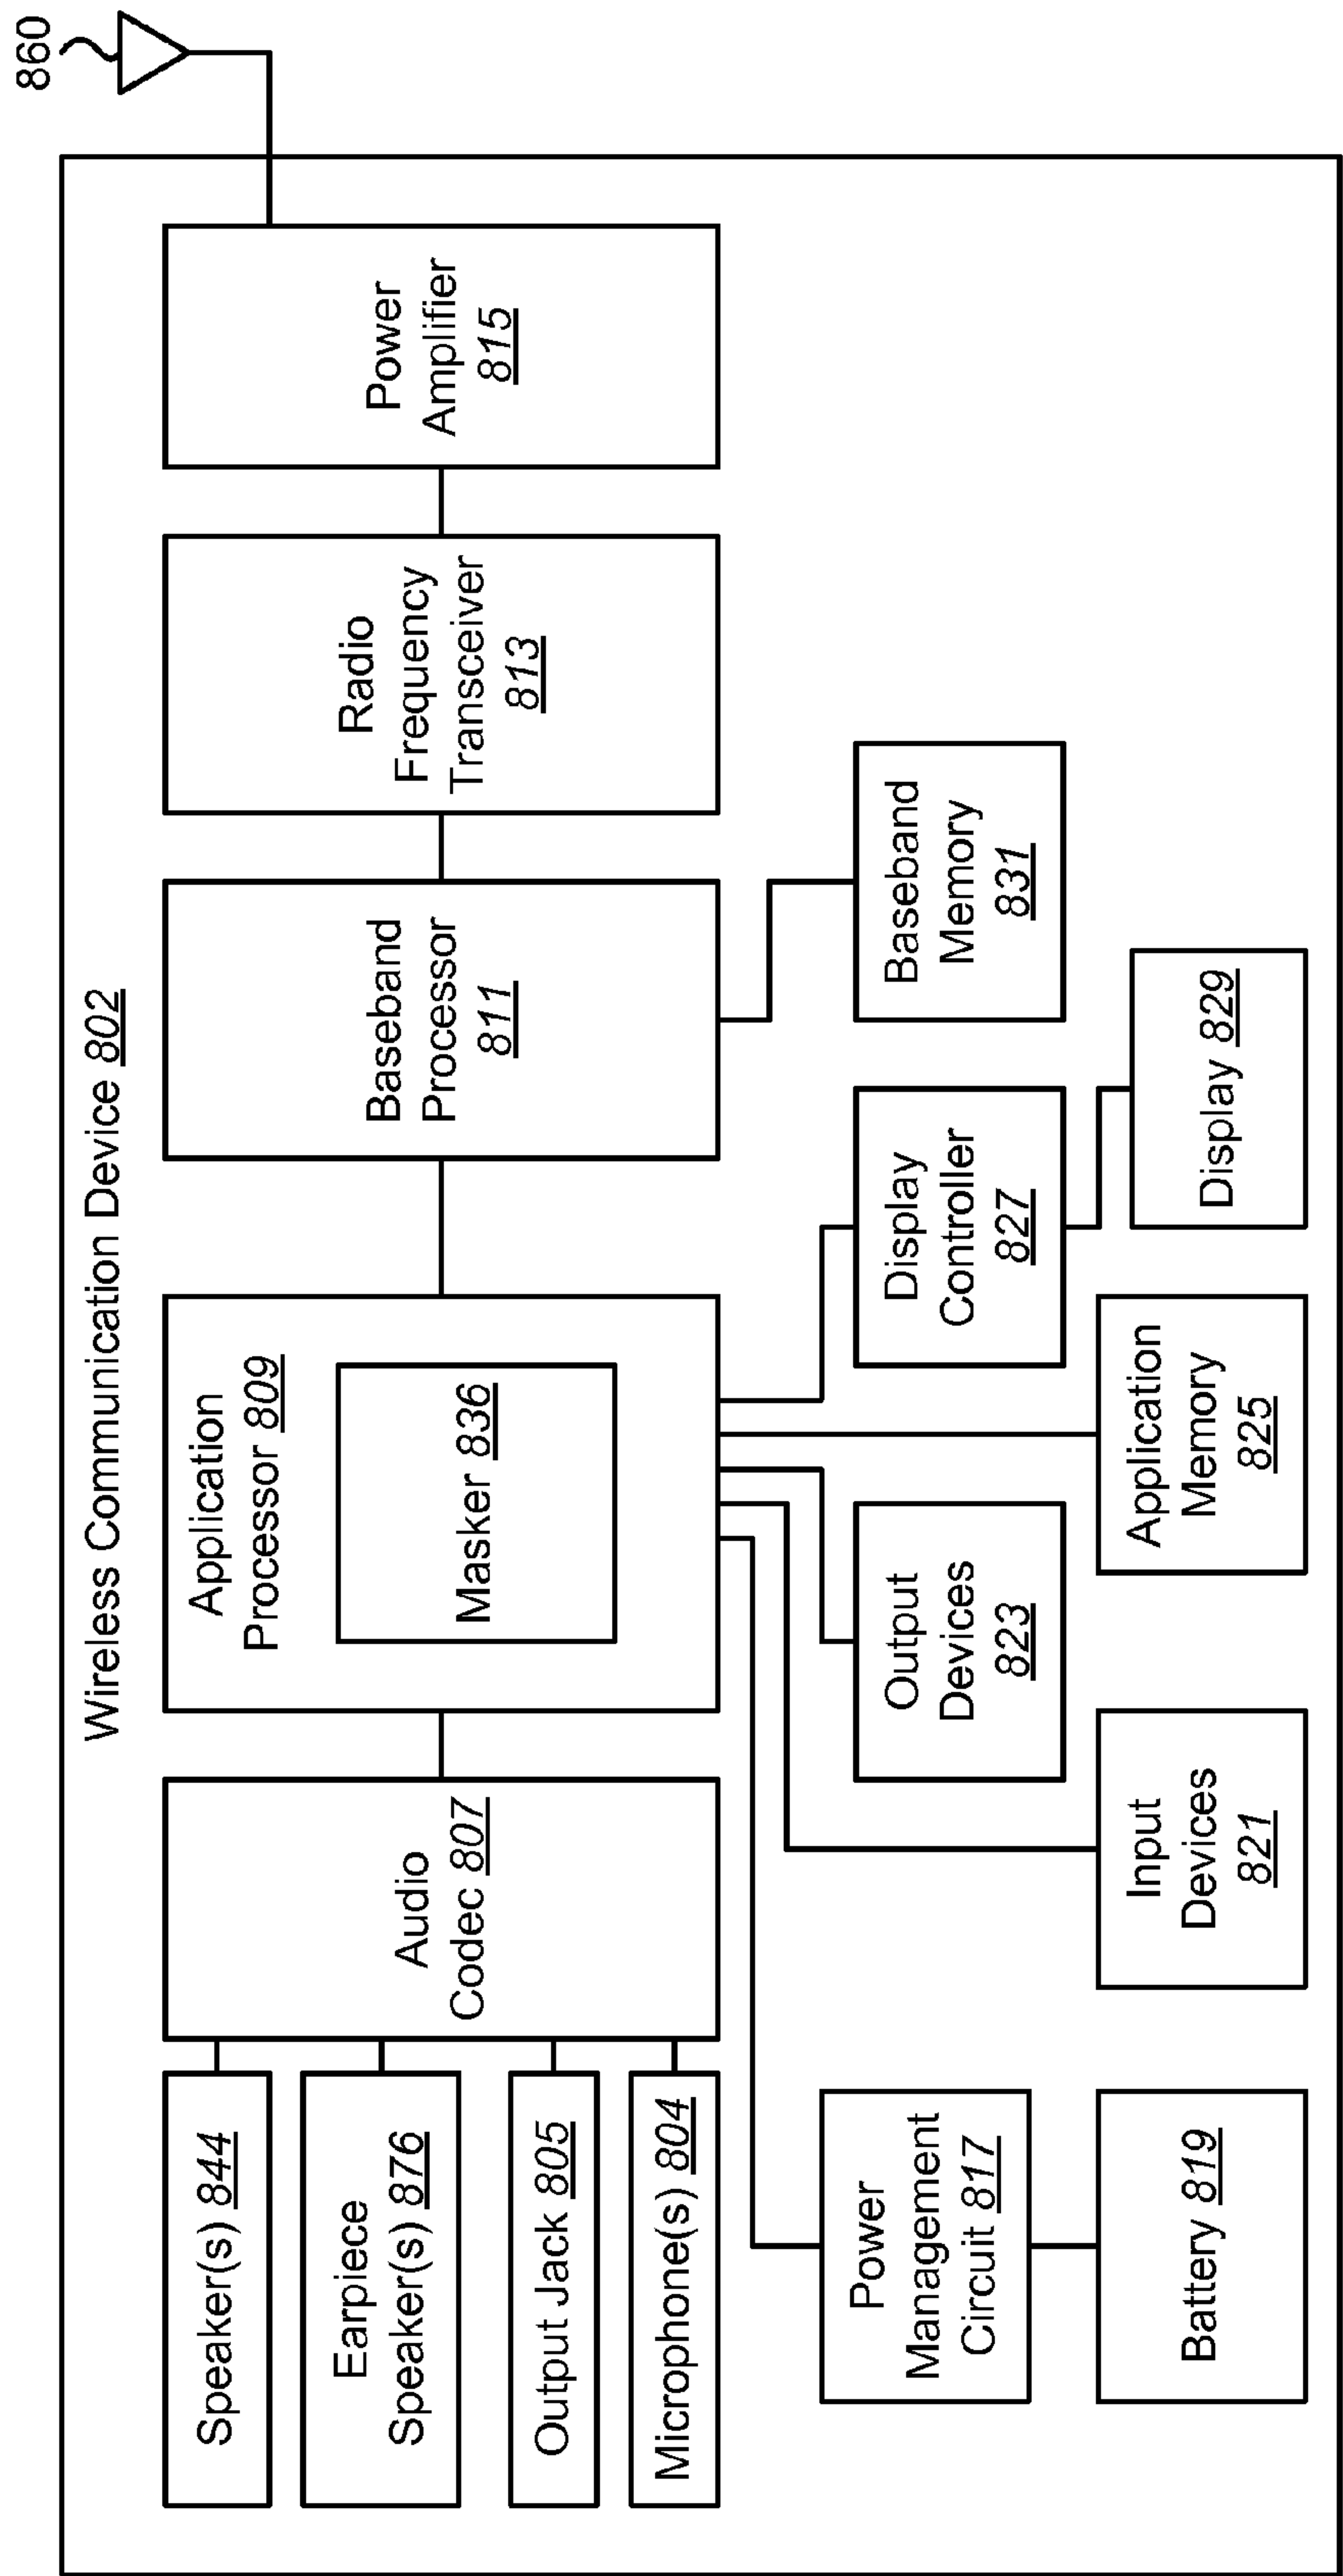 Wireless Communication Device 802
860
Speaker(s) 844
Earpiece
Speaker(s) 876
Output Jack 805
Microphone(s) 804
Audio
Codec 807
Application
Processor 809
Masker 836
Baseband
Processor
811
Radio
Frequency
Transceiver
813
Power
Amplifier
815
Power
Management
Circuit 817
Battery 819
Input
Devices
821
Output
Devices
823
Application
Memory
825
Display
Controller
827
Display 829
Baseband
Memory
831